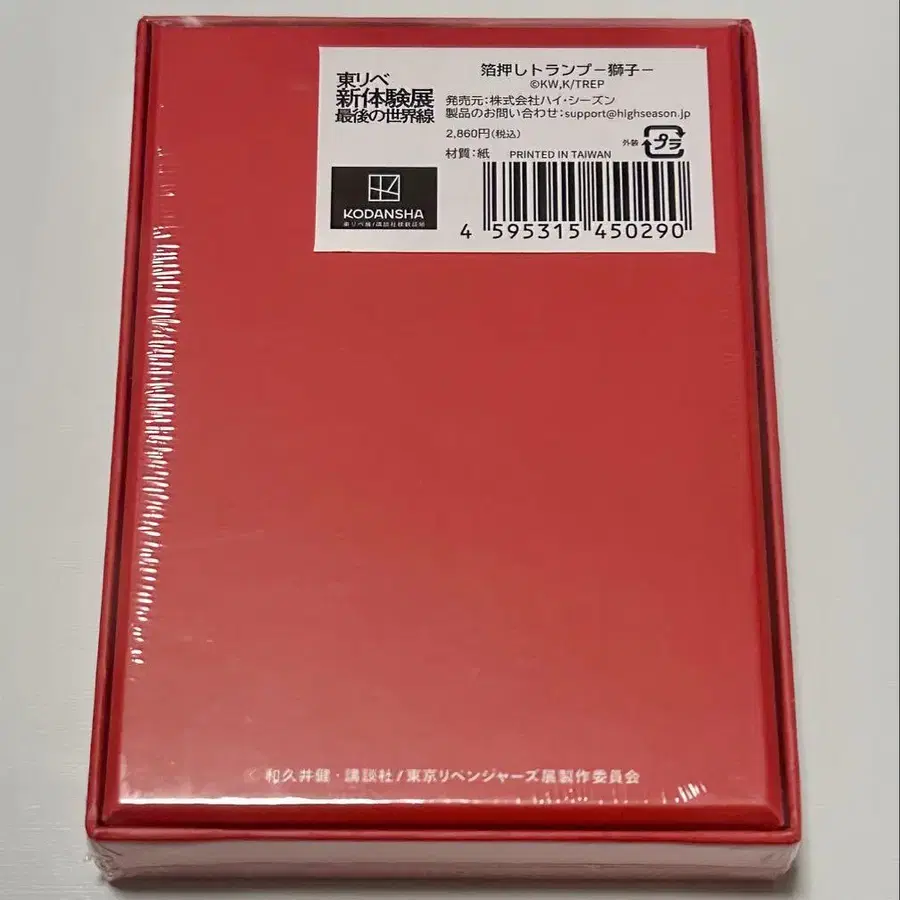 東リべ
新体験展
最後の世界線
箔押しトランプー獅子ー
©KW,K/TREP
発売元:株式会社ハイ・シーズン
製品のお問い合わせ:support@highseason.jp
2,860円(税込)
外装 プラ
材質:紙 PRINTED IN TAIWAN
KODANSHA
4 595315 450290
© 和久井健・講談社/東京リベンジャーズ展製作委員会